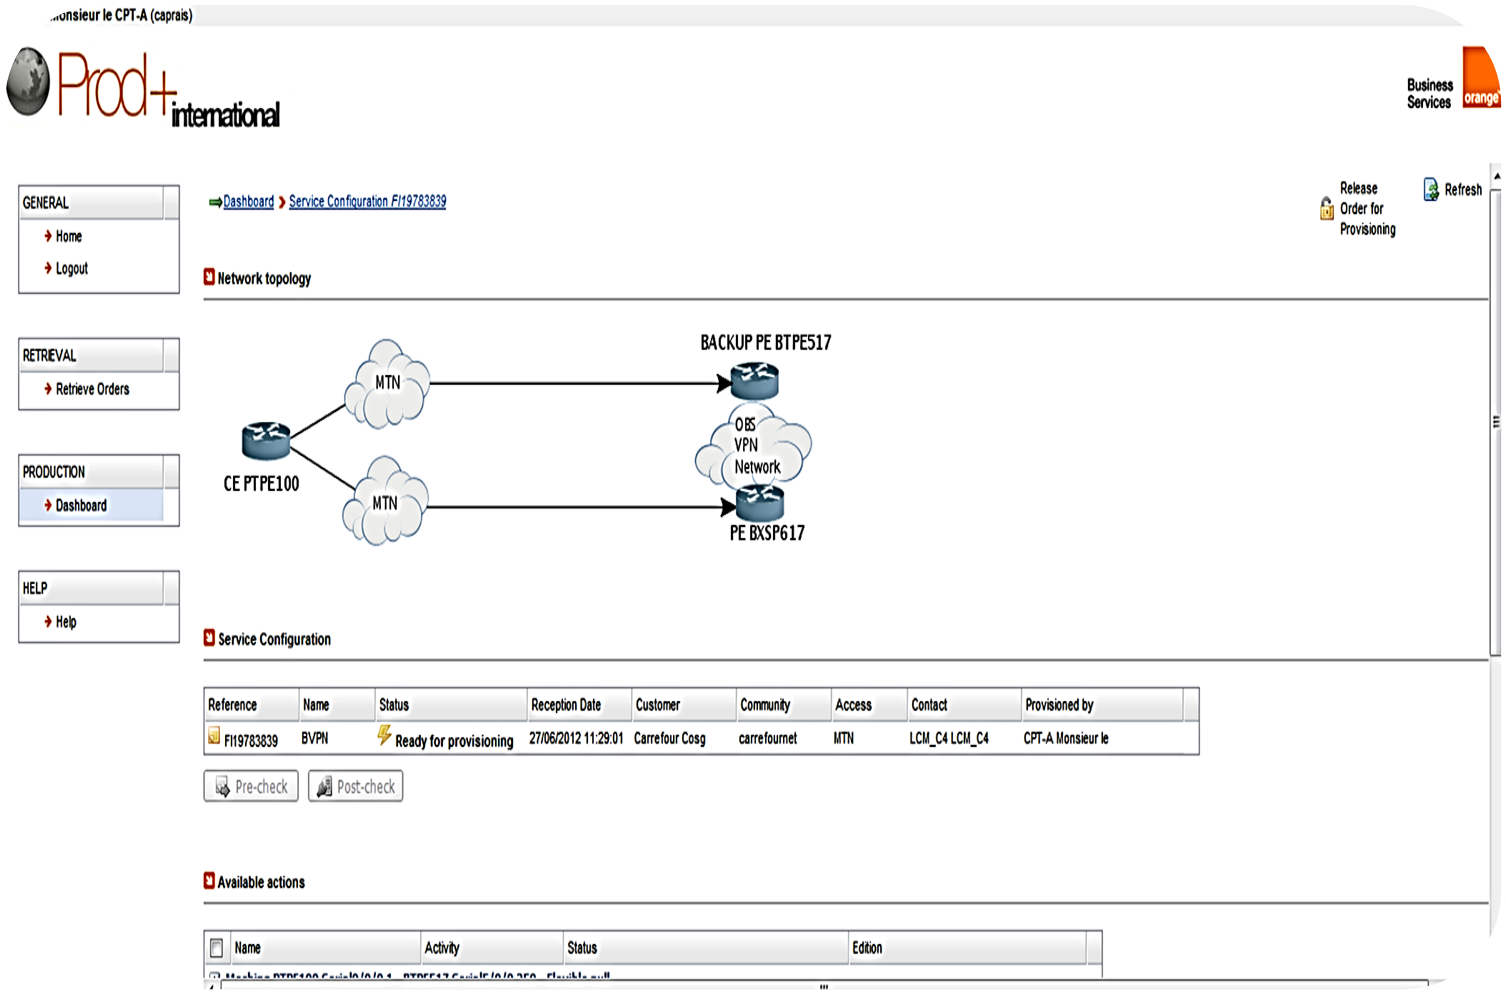 onsieur le CPT-A (caprais)
Prod+
international
Business
Services
orange
GENERAL
Home
Logout
RETRIEVAL
Retrieve Orders
PRODUCTION
Dashboard
HELP
Help
Dashboard Service Configuration FI19783839
Release
Order for
Provisioning
Refresh
Network topology
BACKUP PE BTPE517
MTN
OBS
VPN
Network
CE PTPE100
MTN
PE BXSP617
Service Configuration
Reference Name Status Reception Date Customer Community Access Contact Provisioned by
FI19783839 BVPN Ready for provisioning 27/06/2012 11:29:01 Carrefour Cosg carrefournet MTN LCM_C4 LCM_C4 CPT-A Monsieur le
Pre-check Post-check
Available actions
Name Activity Status Edition